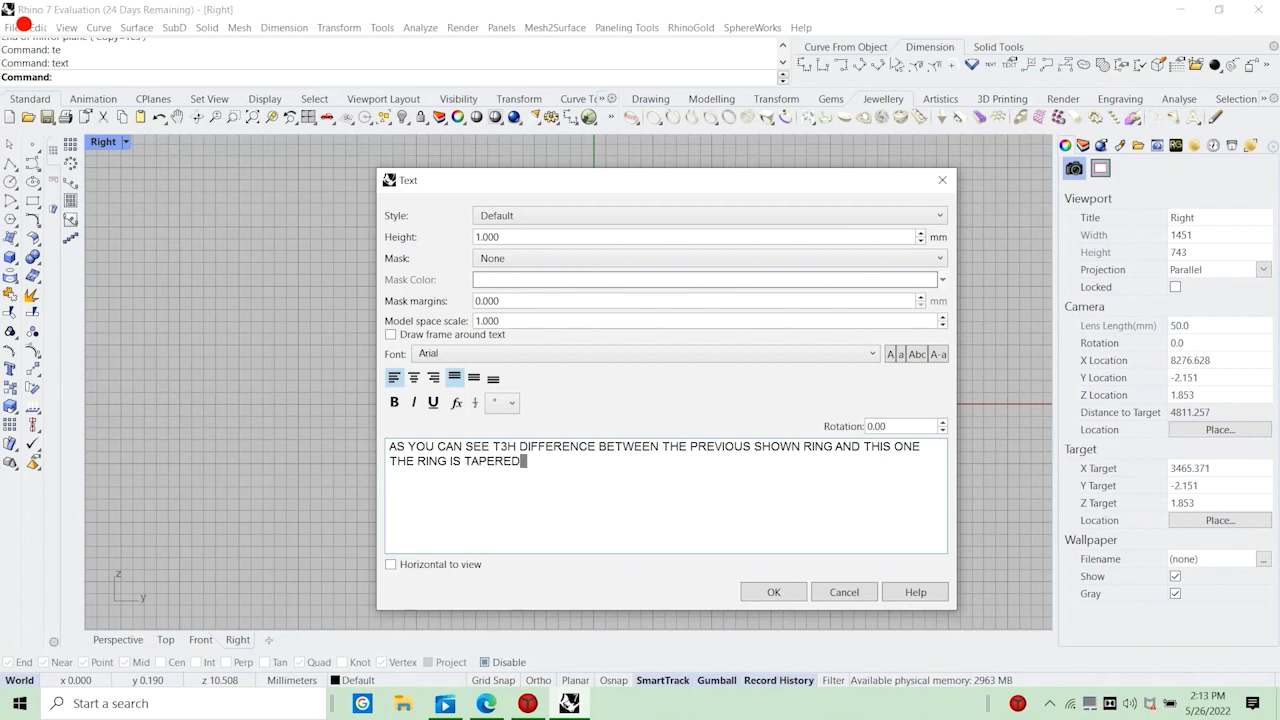 Rhino 7 Evaluation (24 Days Remaining) - [Right]
View Curve Surface SubD Solid Mesh Dimension Transform Tools Analyze Render Panels Mesh2Surface Paneling Tools RhinoGold SphereWorks Help
Command: te
Command: text
Command:
Curve From Object Dimension Solid Tools
Standard Animation CPlanes Set View Display Select Viewport Layout Visibility Transform
Drawing Modelling Transform Gems Jewellery Artistics 3D Printing Render Engraving Analyse Selection
Right
Text
Style: Default
Height: 1.000 mm
Mask: None
Mask Color:
Mask margins: 0.000 mm
Model space scale: 1.000
Draw frame around text
Font: Arial
Rotation: 0.00
AS YOU CAN SEE T3H DIFFERENCE BETWEEN THE PREVIOUS SHOWN RING AND THIS ONE
THE RING IS TAPERED
Horizontal to view
OK Cancel Help
Viewport
Title Right
Width 1451
Height 743
Projection Parallel
Locked
Camera
Lens Length(mm) 50.0
Rotation 0.0
X Location 8276.628
Y Location -2.151
Z Location 1.853
Distance to Target 4811.257
Location Place...
Target
X Target 3465.371
Y Target -2.151
Z Target 1.853
Location Place...
Wallpaper
Filename (none) ...
Show
Gray
z
y
Perspective Top Front Right
End Near Point Mid Cen Int Perp Tan Quad Knot Vertex Project Disable
World x 0.000 y 0.190 z 10.508 Millimeters Default Grid Snap Ortho Planar Osnap SmartTrack Gumball Record History Filter Available physical memory: 2963 MB
Start a search
2:13 PM
5/26/2022